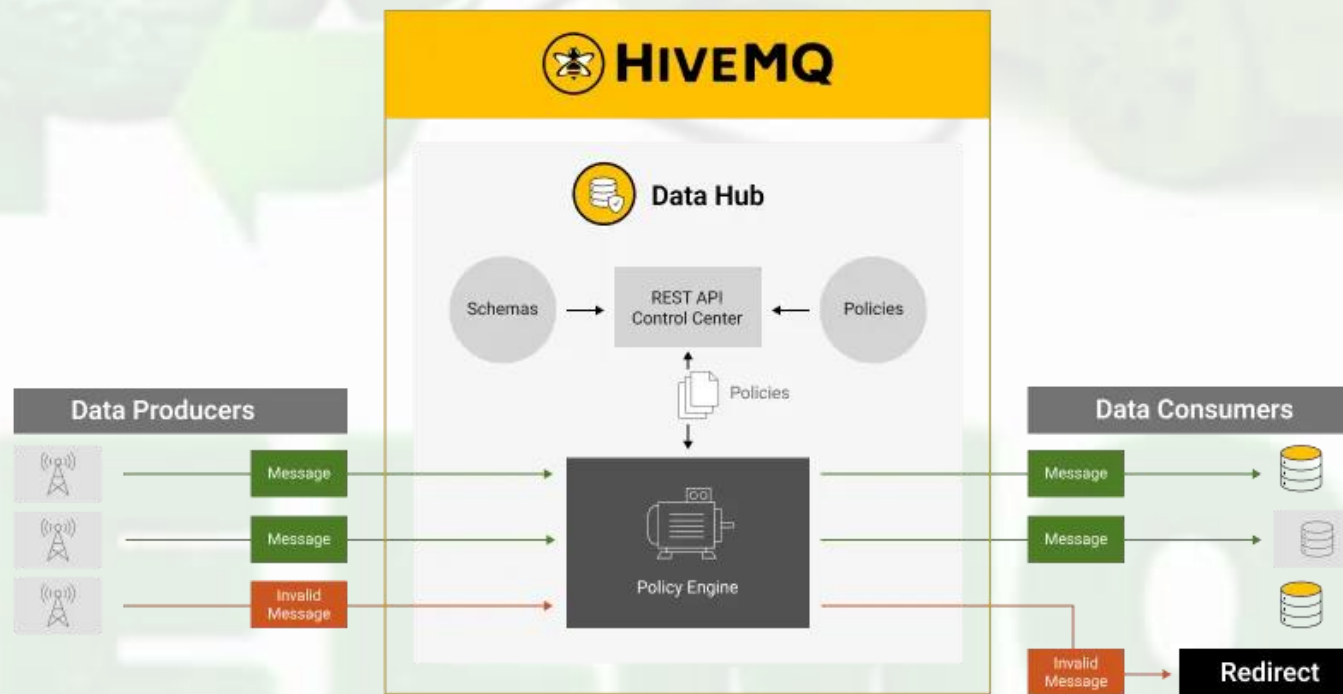 HIVEMQ
Data Hub
Schemas
REST API
Control Center
Policies
Policies
Data Producers
Data Consumers
Message
Message
Message
Message
Invalid
Message
Policy Engine
Invalid
Message
Redirect